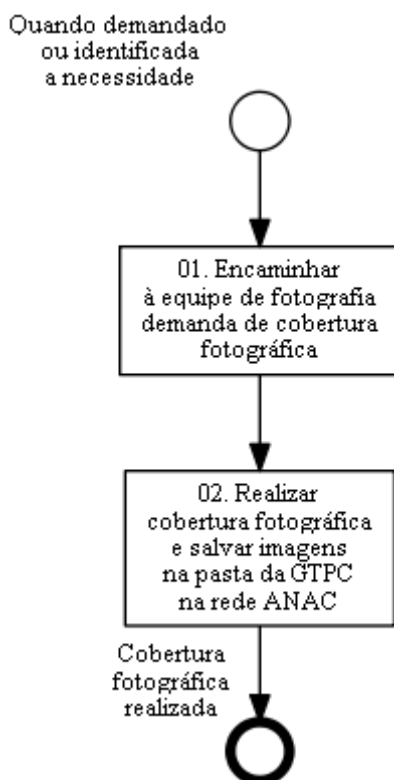 Quando demandado
ou identificada
a necessidade
01. Encaminhar
à equipe de fotografia
demanda de cobertura
fotográfica
02. Realizar
cobertura fotográfica
e salvar imagens
na pasta da GTPC
na rede ANAC
Cobertura
fotográfica
realizada